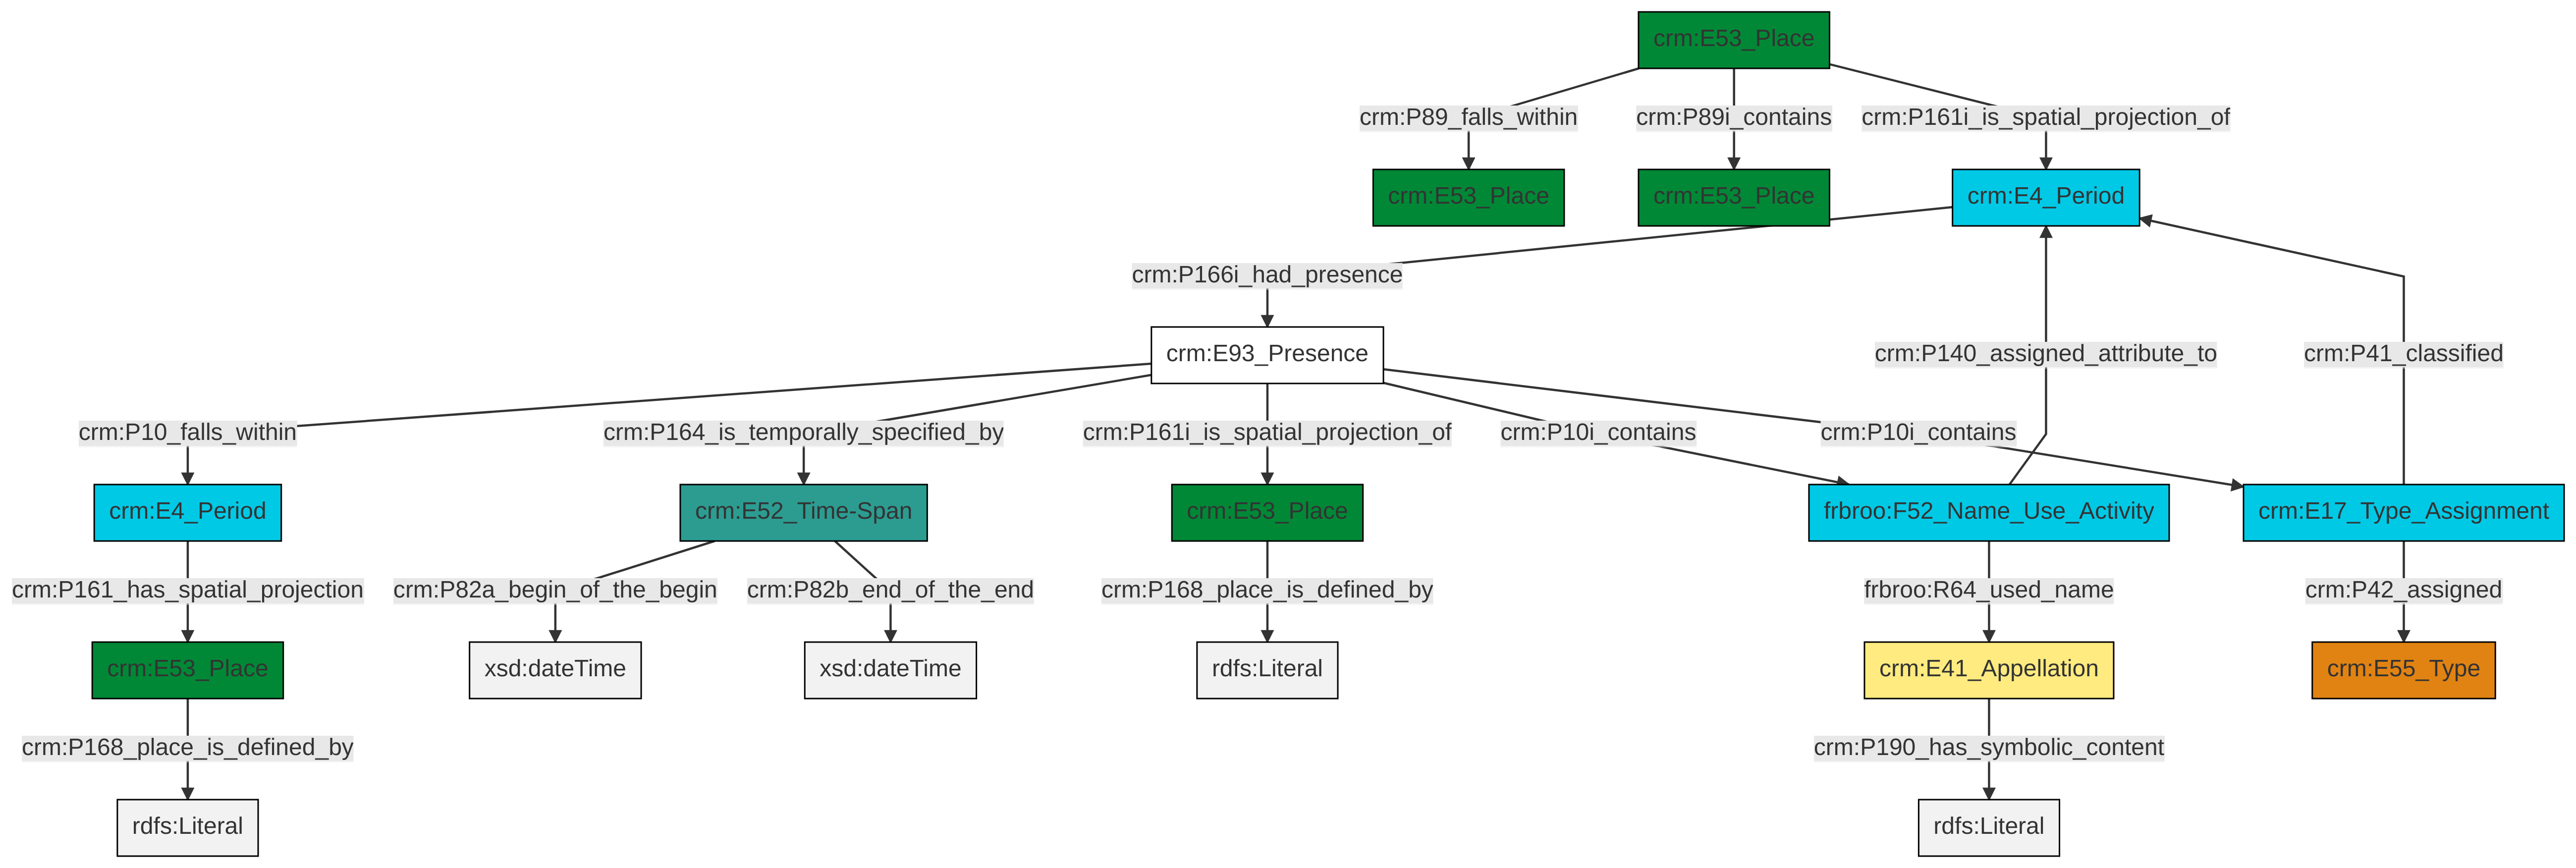 crm:E53_Place
crm:P89_falls_within
crm:P89i_contains
crm:P161i_is_spatial_projection_of
crm:E53_Place
crm:E53_Place
crm:E4_Period
crm:P166i_had_presence
crm:E93_Presence
crm:P140_assigned_attribute_to
crm:P41_classified
crm:P10_falls_within
crm:P164_is_temporally_specified_by
crm:P161i_is_spatial_projection_of
crm:P10i_contains
crm:P10i_contains
crm:E4_Period
crm:E52_Time-Span
crm:E53_Place
frbroo:F52_Name_Use_Activity
crm:E17_Type_Assignment
crm:P161_has_spatial_projection
crm:P82a_begin_of_the_begin
crm:P82b_end_of_the_end
crm:P168_place_is_defined_by
frbroo:R64_used_name
crm:P42_assigned
crm:E53_Place
xsd:dateTime
xsd:dateTime
rdfs:Literal
crm:E41_Appellation
crm:E55_Type
crm:P168_place_is_defined_by
crm:P190_has_symbolic_content
rdfs:Literal
rdfs:Literal